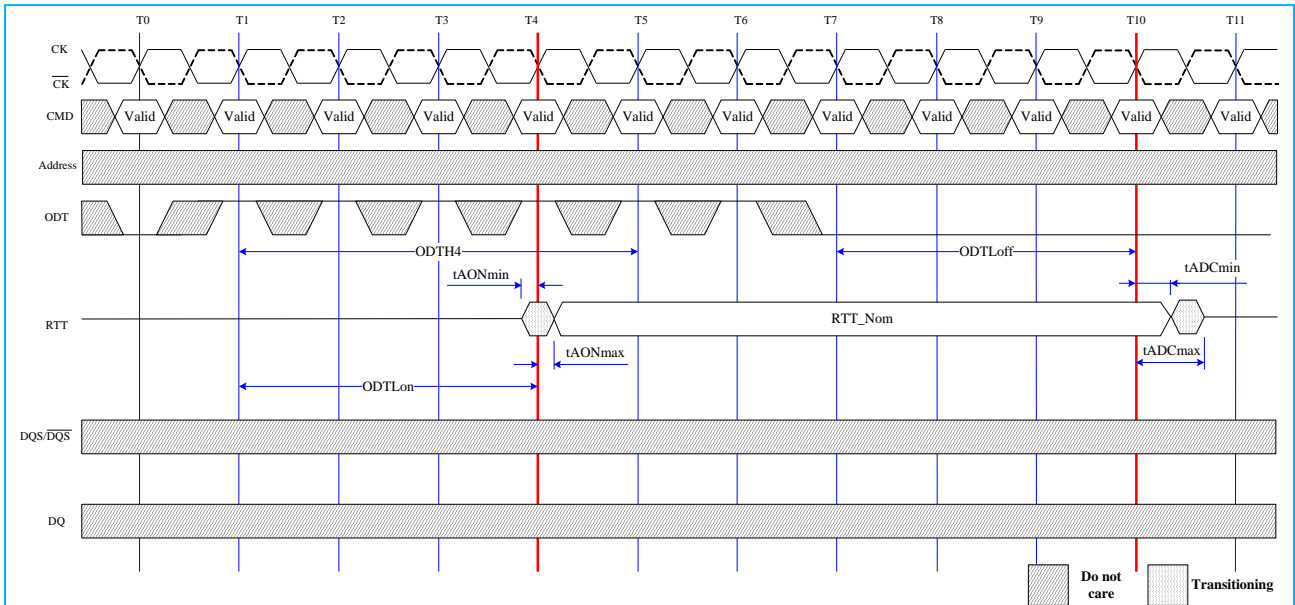 T0 T1 T2 T3 T4 T5 T6 T7 T8 T9 T10 T11
CK
CK
CMD Valid Valid Valid Valid Valid Valid Valid Valid Valid Valid Valid Valid
Address
ODT
ODTH4 ODTLoff
tAONmin tADCmin
RTT RTT_Nom
tAONmax tADCmax
ODTLon
DQS/DQS
DQ
Do not care Transitioning